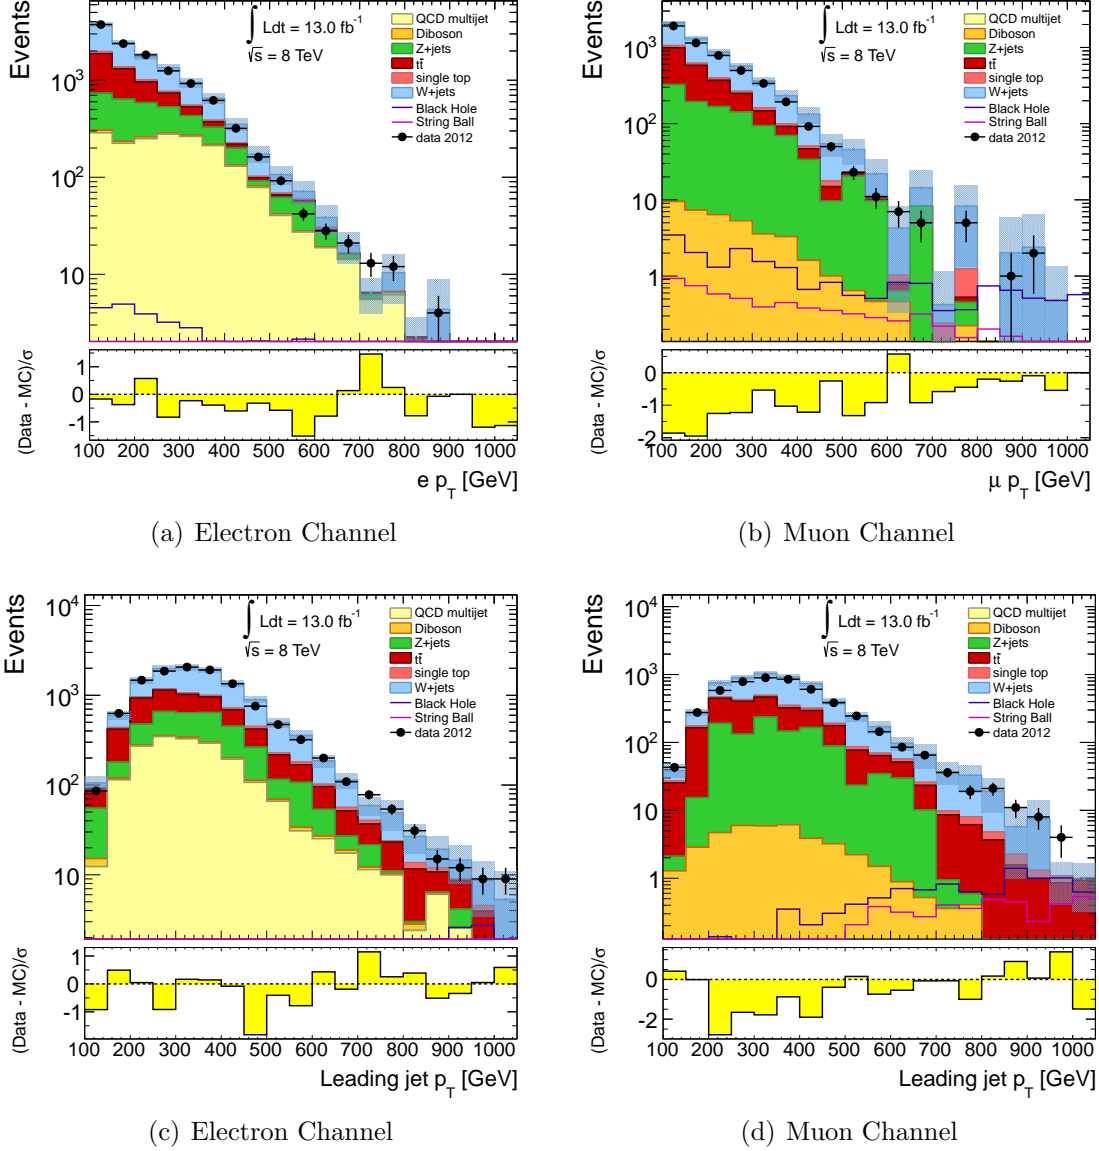 Events
10³
10²
10
∫ Ldt = 13.0 fb⁻¹
√s = 8 TeV
QCD multijet
Diboson
Z+jets
tt̄
single top
W+jets
Black Hole
String Ball
data 2012
(Data - MC)/σ
1
0
-1
100 200 300 400 500 600 700 800 900 1000
e p_T [GeV]
(a) Electron Channel
Events
10³
10²
10
1
∫ Ldt = 13.0 fb⁻¹
√s = 8 TeV
QCD multijet
Diboson
Z+jets
tt̄
single top
W+jets
Black Hole
String Ball
data 2012
(Data - MC)/σ
0
-1
-2
100 200 300 400 500 600 700 800 900 1000
μ p_T [GeV]
(b) Muon Channel
Events
10⁴
10³
10²
10
∫ Ldt = 13.0 fb⁻¹
√s = 8 TeV
QCD multijet
Diboson
Z+jets
tt̄
single top
W+jets
Black Hole
String Ball
data 2012
(Data - MC)/σ
1
0
-1
100 200 300 400 500 600 700 800 900 1000
Leading jet p_T [GeV]
(c) Electron Channel
Events
10⁴
10³
10²
10
1
∫ Ldt = 13.0 fb⁻¹
√s = 8 TeV
QCD multijet
Diboson
Z+jets
tt̄
single top
W+jets
Black Hole
String Ball
data 2012
(Data - MC)/σ
0
-2
100 200 300 400 500 600 700 800 900 1000
Leading jet p_T [GeV]
(d) Muon Channel